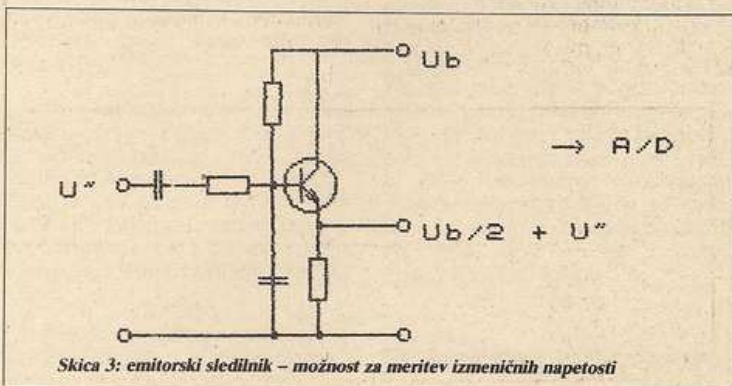 Ub
→ A/D
U~
Ub/2 + U~
Skica 3: emitorski sledilnik – možnost za meritev izmeničnih napetosti